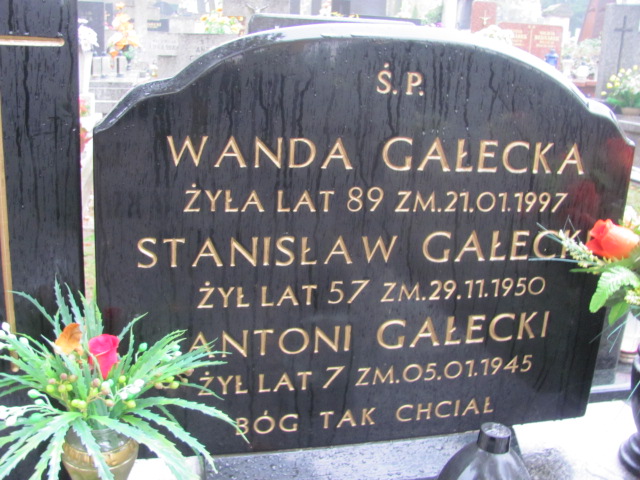 Ś.P.
WANDA GAŁECKA
ŻYŁA LAT 89 ZM.21.01.1997
STANISŁAW GAŁECK
ŻYŁ LAT 57 ZM.29.11.1950
ANTONI GAŁECKI
ŻYŁ LAT 7 ZM.05.01.1945
BÓG TAK CHCIAŁ